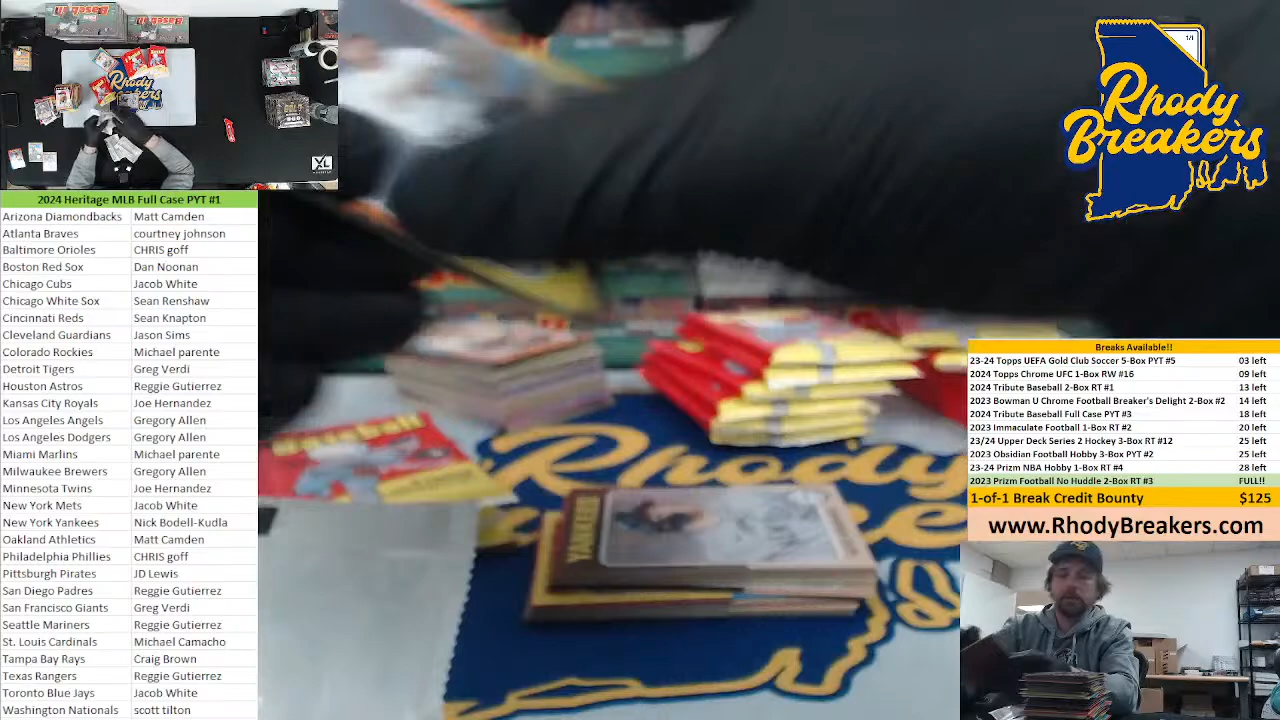 2024 Heritage MLB Full Case PYT #1
Arizona Diamondbacks Matt Camden
Atlanta Braves courtney johnson
Baltimore Orioles CHRIS goff
Boston Red Sox Dan Noonan
Chicago Cubs Jacob White
Chicago White Sox Sean Renshaw
Cincinnati Reds Sean Knapton
Cleveland Guardians Jason Sims
Colorado Rockies Michael parente
Detroit Tigers Greg Verdi
Houston Astros Reggie Gutierrez
Kansas City Royals Joe Hernandez
Los Angeles Angels Gregory Allen
Los Angeles Dodgers Gregory Allen
Miami Marlins Michael parente
Milwaukee Brewers Gregory Allen
Minnesota Twins Joe Hernandez
New York Mets Jacob White
New York Yankees Nick Bodell-Kudla
Oakland Athletics Matt Camden
Philadelphia Phillies CHRIS goff
Pittsburgh Pirates JD Lewis
San Diego Padres Reggie Gutierrez
San Francisco Giants Greg Verdi
Seattle Mariners Reggie Gutierrez
St. Louis Cardinals Michael Camacho
Tampa Bay Rays Craig Brown
Texas Rangers Reggie Gutierrez
Toronto Blue Jays Jacob White
Washington Nationals scott tilton
Rhody
Breakers
XL
Baseball
Rhody
YANKEES
1/1
Rhody
Breakers
Breaks Available!!
23-24 Topps UEFA Gold Club Soccer 5-Box PYT #5 03 left
2024 Topps Chrome UFC 1-Box RW #16 09 left
2024 Tribute Baseball 2-Box RT #1 13 left
2023 Bowman U Chrome Football Breaker's Delight 2-Box #2 14 left
2024 Tribute Baseball Full Case PYT #3 18 left
2023 Immaculate Football 1-Box RT #2 20 left
23/24 Upper Deck Series 2 Hockey 3-Box RT #12 25 left
2023 Obsidian Football Hobby 3-Box PYT #2 25 left
23-24 Prizm NBA Hobby 1-Box RT #4 28 left
2023 Prizm Football No Huddle 2-Box RT #3 FULL!!
1-of-1 Break Credit Bounty $125
www.RhodyBreakers.com